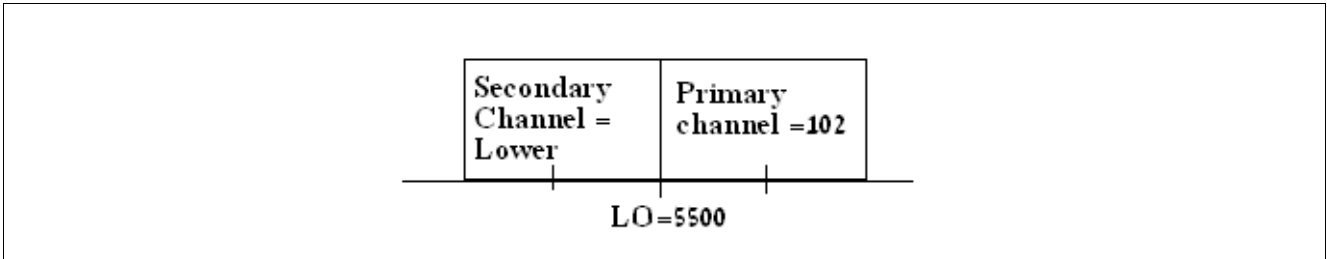 Secondary
Channel =
Lower
Primary
channel =102
LO=5500